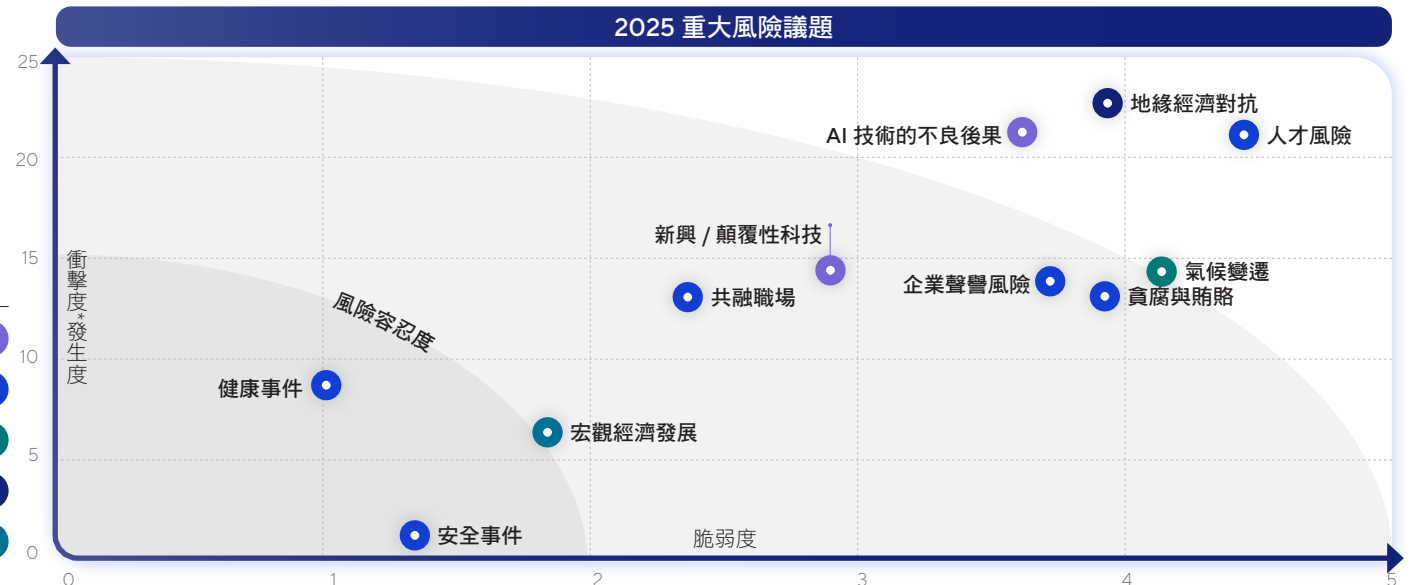 2025 重大風險議題
25
20
15
10
5
0
衝擊度*發生度
地緣經濟對抗
AI 技術的不良後果
人才風險
新興 / 顛覆性科技
氣候變遷
企業聲譽風險
共融職場
貪腐與賄賂
風險容忍度
健康事件
宏觀經濟發展
安全事件
脆弱度
0
1
2
3
4
5